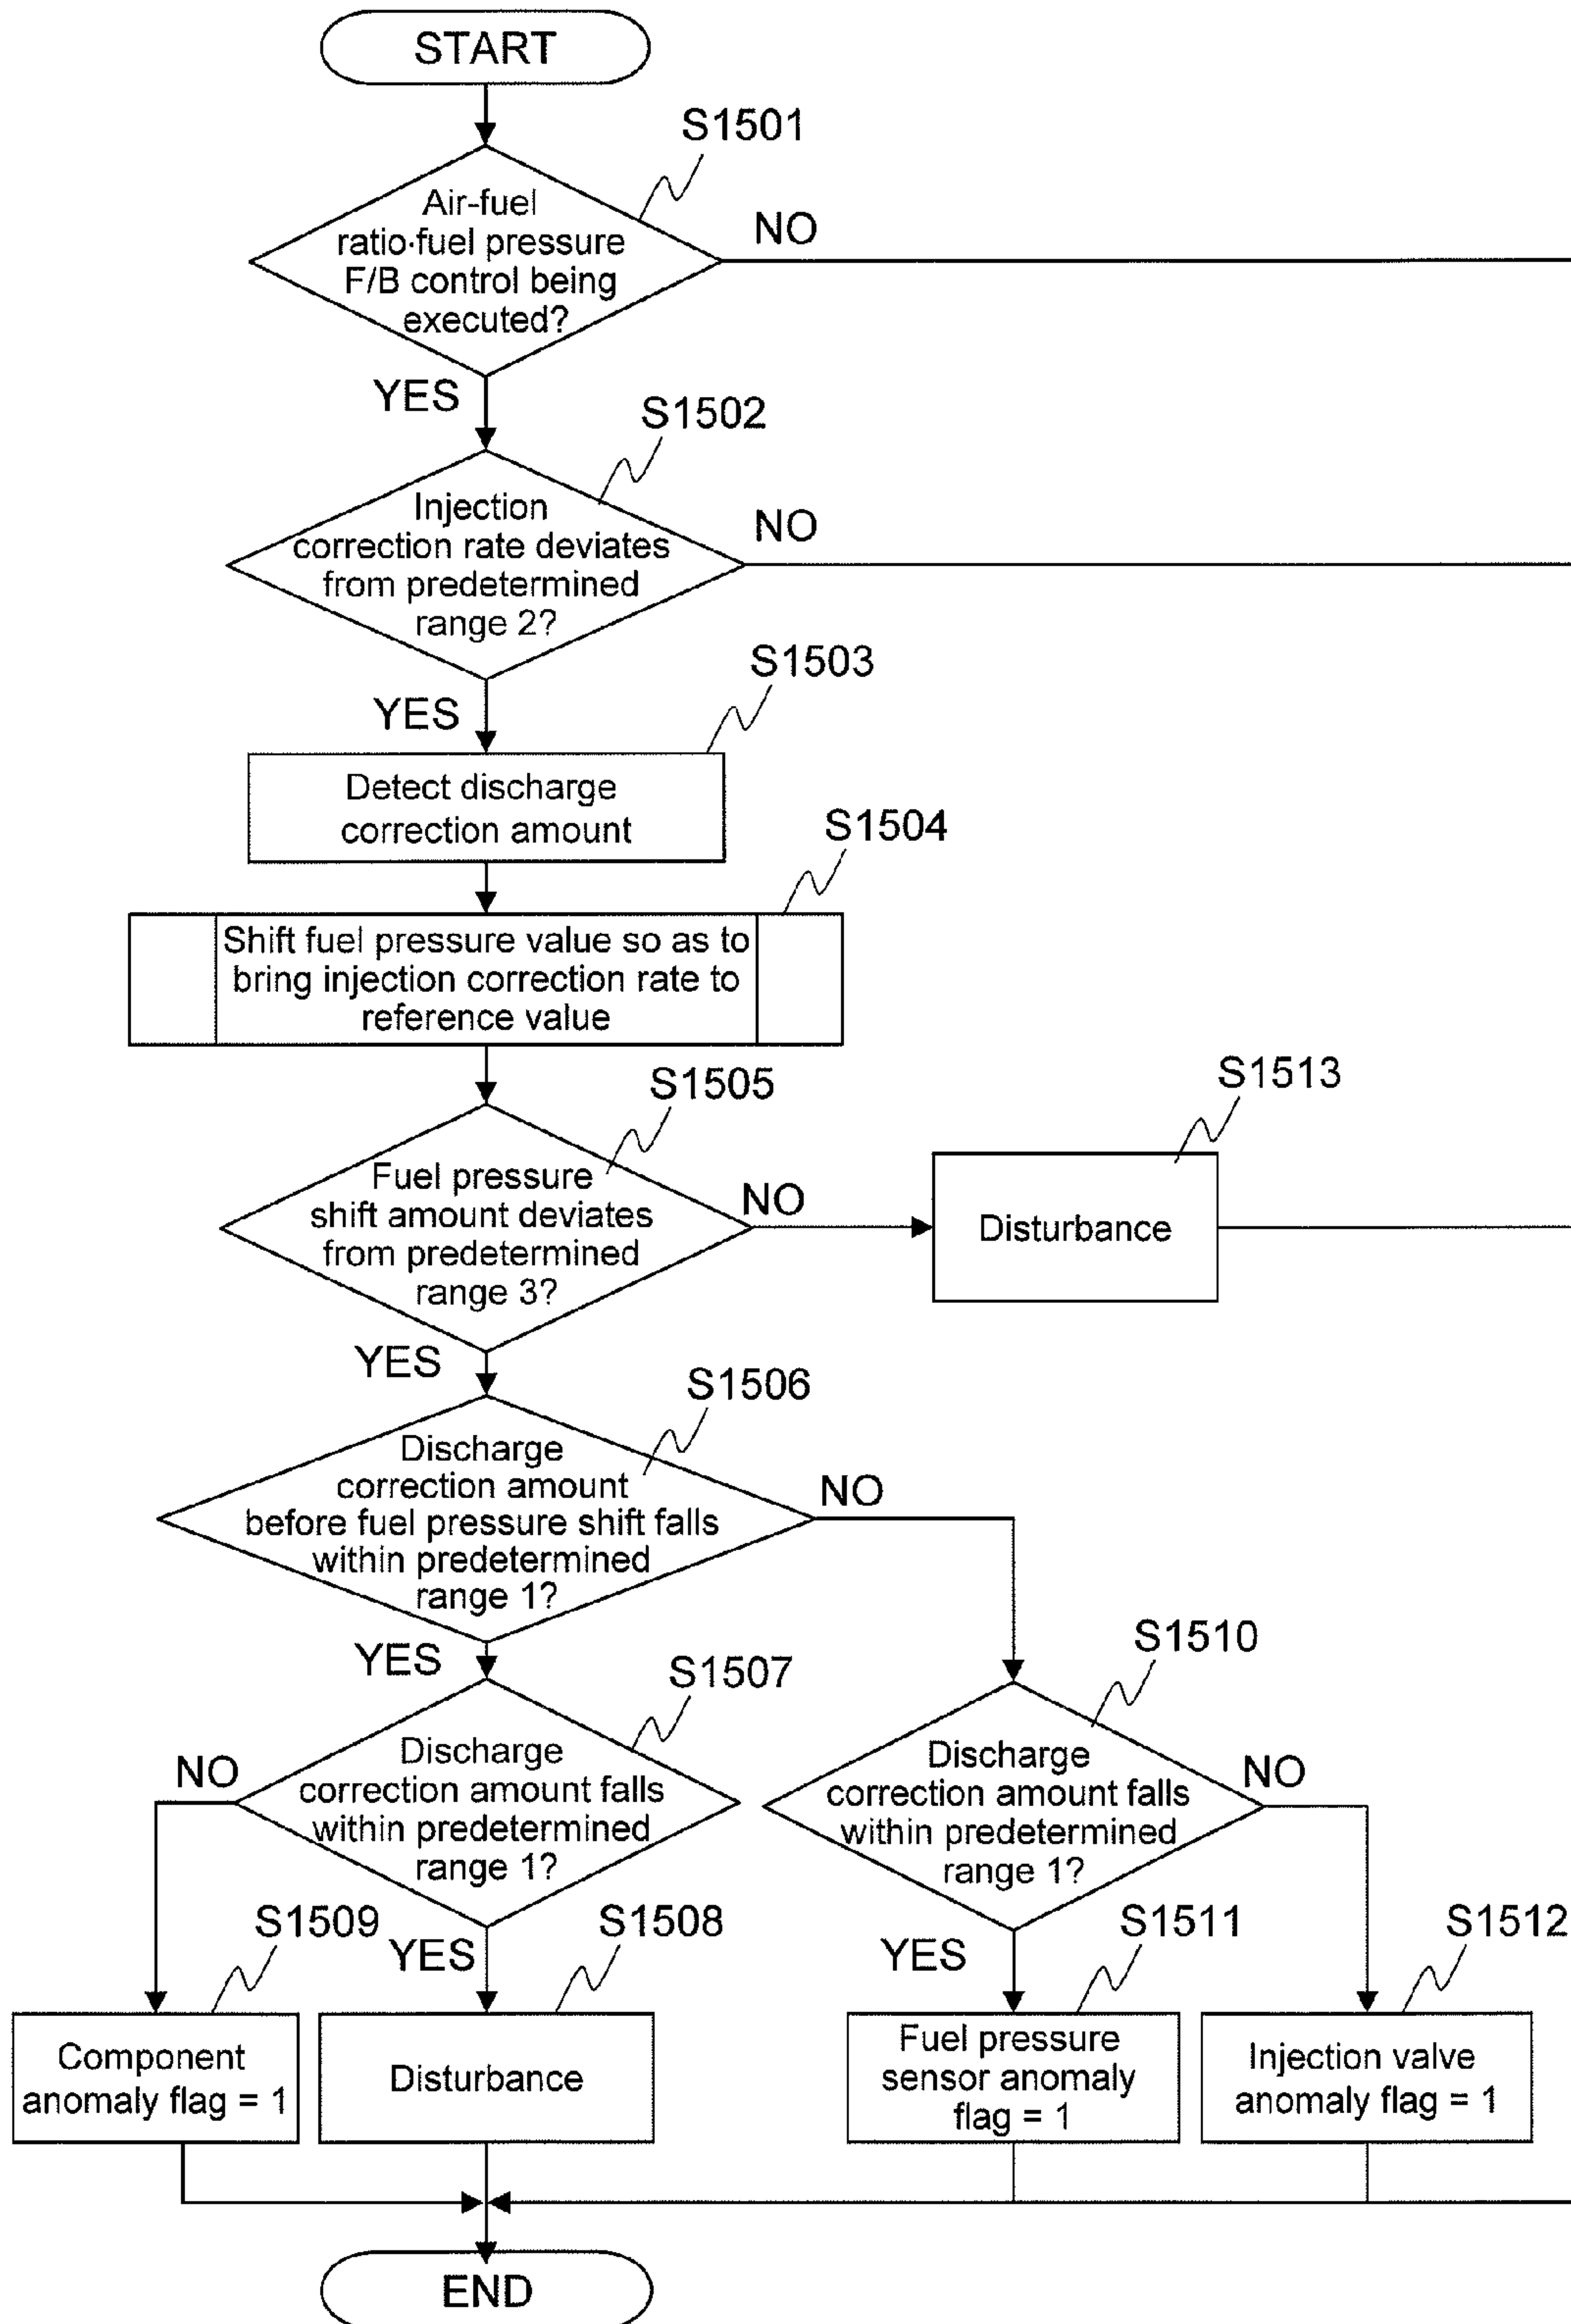 START
S1501
Air-fuel
ratio·fuel pressure
F/B control being
executed?
NO
YES
S1502
Injection
correction rate deviates
from predetermined
range 2?
NO
YES
S1503
Detect discharge
correction amount
S1504
Shift fuel pressure value so as to
bring injection correction rate to
reference value
S1505
Fuel pressure
shift amount deviates
from predetermined
range 3?
NO
S1513
Disturbance
YES
S1506
Discharge
correction amount
before fuel pressure shift falls
within predetermined
range 1?
NO
YES
S1507
Discharge
correction amount falls
within predetermined
range 1?
NO
S1510
Discharge
correction amount falls
within predetermined
range 1?
NO
S1509
Component
anomaly flag = 1
YES
S1508
Disturbance
YES
S1511
Fuel pressure
sensor anomaly
flag = 1
S1512
Injection valve
anomaly flag = 1
END